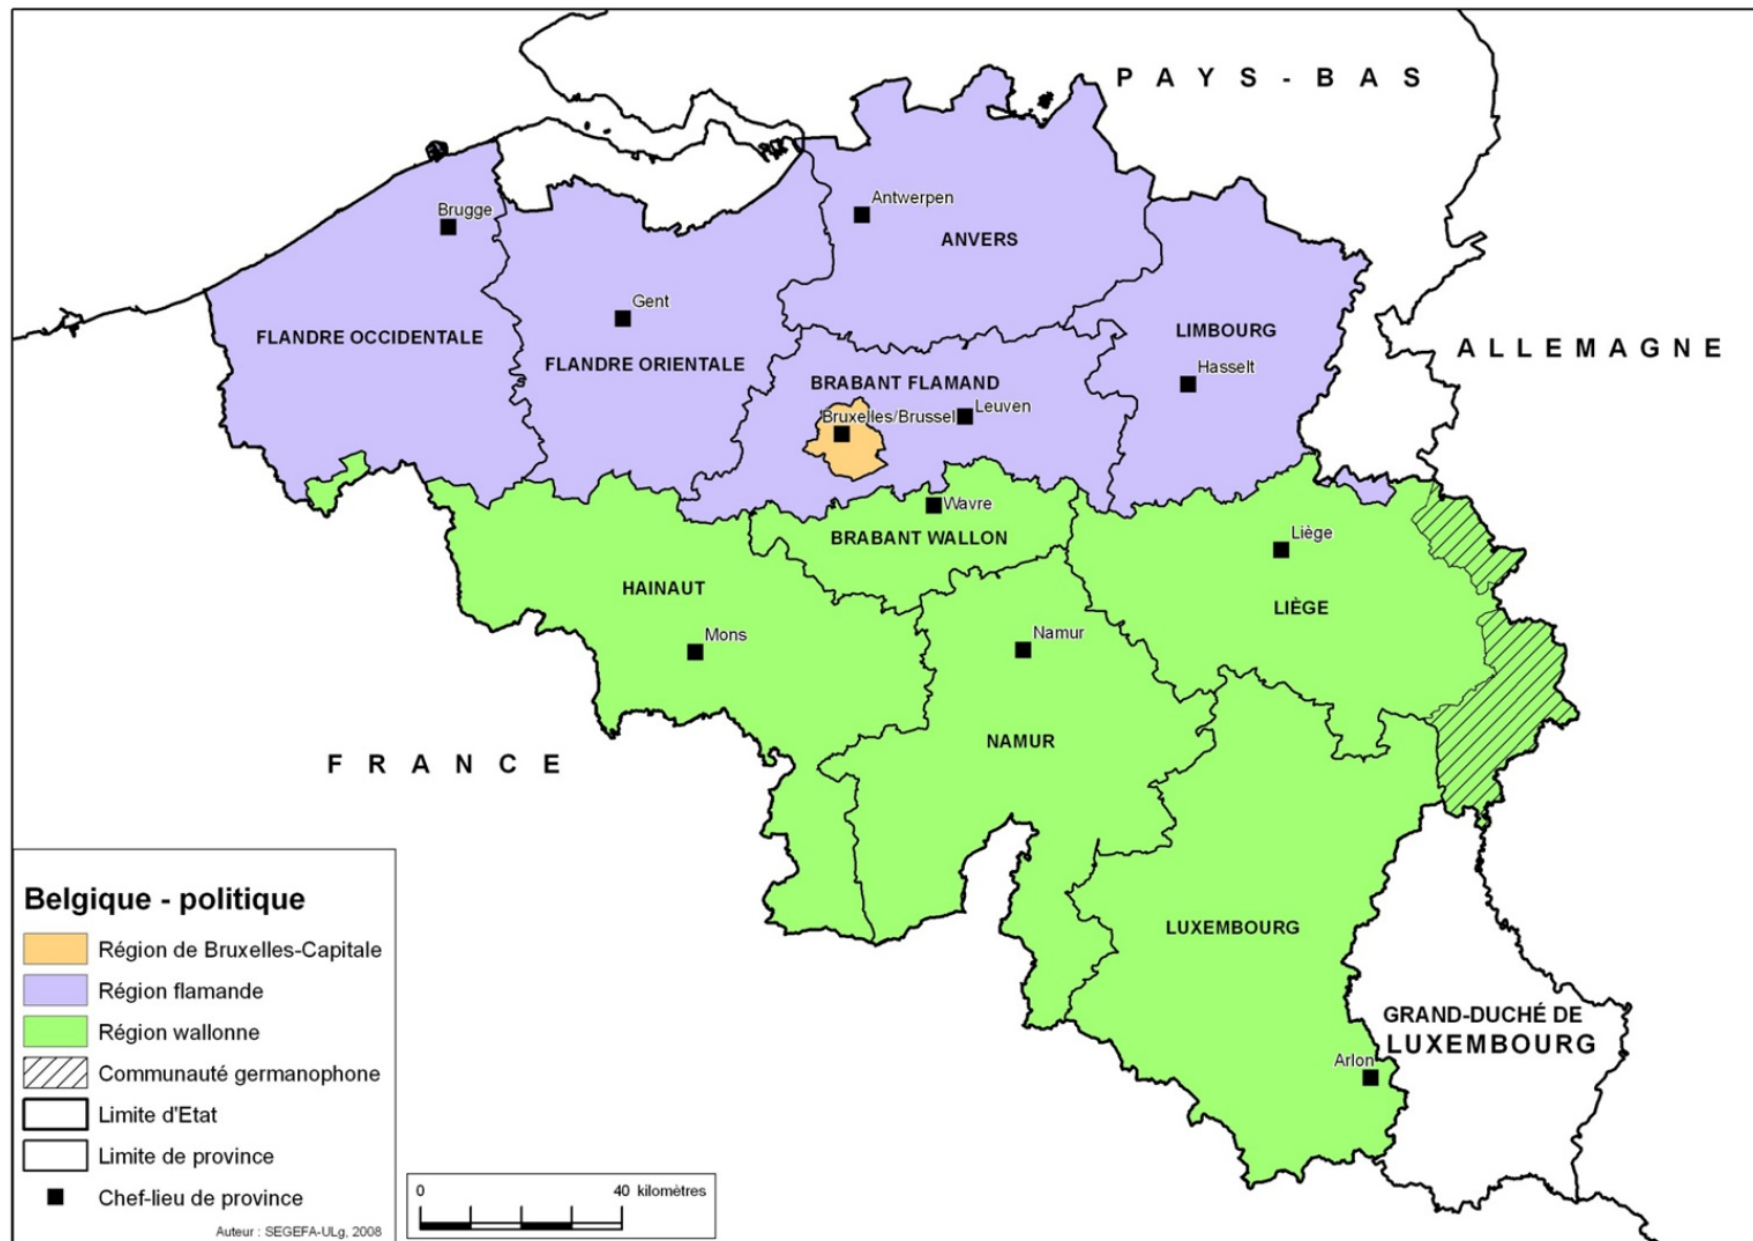 PAYS-BAS
Brugge
Antwerpen
ANVERS
Gent
FLANDRE OCCIDENTALE
FLANDRE ORIENTALE
LIMBOURG
ALLEMAGNE
Hasselt
BRABANT FLAMAND
Bruxelles/Brussel
Leuven
Wavre
BRABANT WALLON
Liège
LIÈGE
HAINAUT
Mons
Namur
NAMUR
FRANCE
LUXEMBOURG
GRAND-DUCHÉ DE
LUXEMBOURG
Arlon
Belgique - politique
Région de Bruxelles-Capitale
Région flamande
Région wallonne
Communauté germanophone
Limite d'Etat
Limite de province
Chef-lieu de province
Auteur : SEGEFA-ULg, 2008
0 40 kilomètres